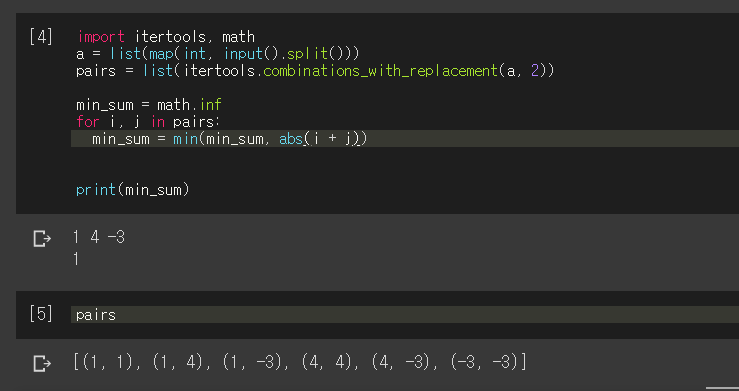 [4] import itertools, math
a = list(map(int, input().split()))
pairs = list(itertools.combinations_with_replacement(a, 2))
min_sum = math.inf
for i, j in pairs:
  min_sum = min(min_sum, abs(i + j))
print(min_sum)
1 4 -3
1
[5] pairs
[(1, 1), (1, 4), (1, -3), (4, 4), (4, -3), (-3, -3)]